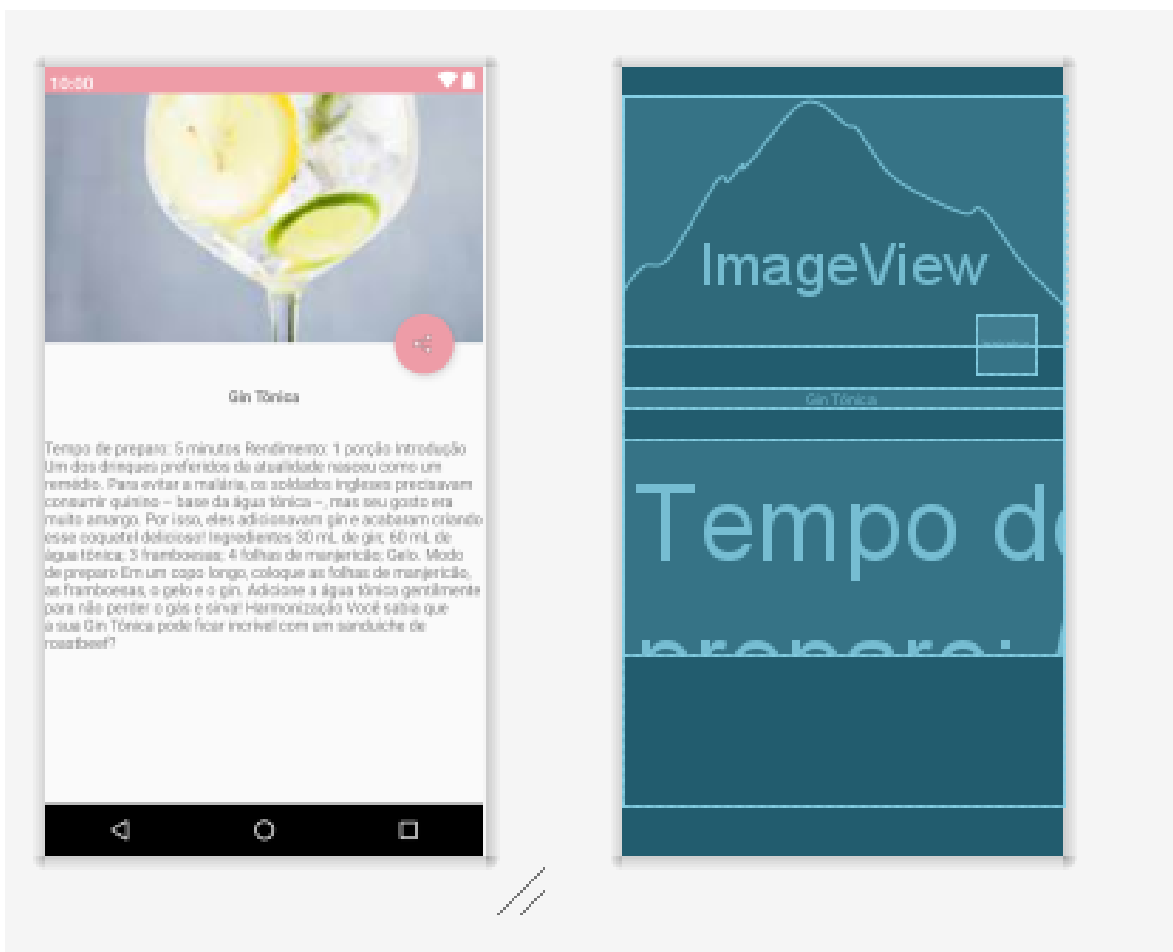 10:00
Gin Tônica
Tempo de preparo: 5 minutos Rendimento: 1 porção Introdução
Um dos drinques preferidos da atualidade nasceu como um
remédio. Para evitar a malária, os soldados ingleses precisavam
consumir quinino – base da água tônica –, mas seu gosto era
muito amargo. Por isso, eles adicionavam gin e acabaram criando
esse coquetel delicioso! Ingredientes 30 mL de gin; 60 mL de
água tônica; 3 framboesas; 4 folhas de manjericão; Gelo. Modo
de preparo Em um copo longo, coloque as folhas de manjericão,
as framboesas, o gelo e o gin. Adicione a água tônica gentilmente
para não perder o gás e sirva! Harmonização Você sabia que
a sua Gin Tônica pode ficar incrível com um sanduíche de
roastbeef?
ImageView
Gin Tônica
Tempo de
preparo: